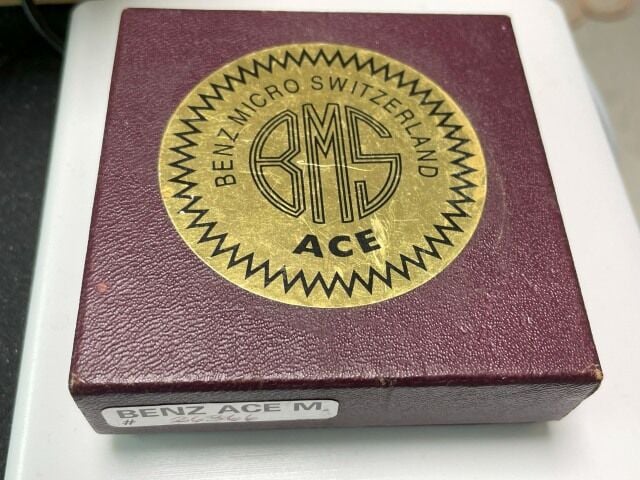 BENZ MICRO SWITZERLAND
BMS
ACE
BENZ ACE M.
#